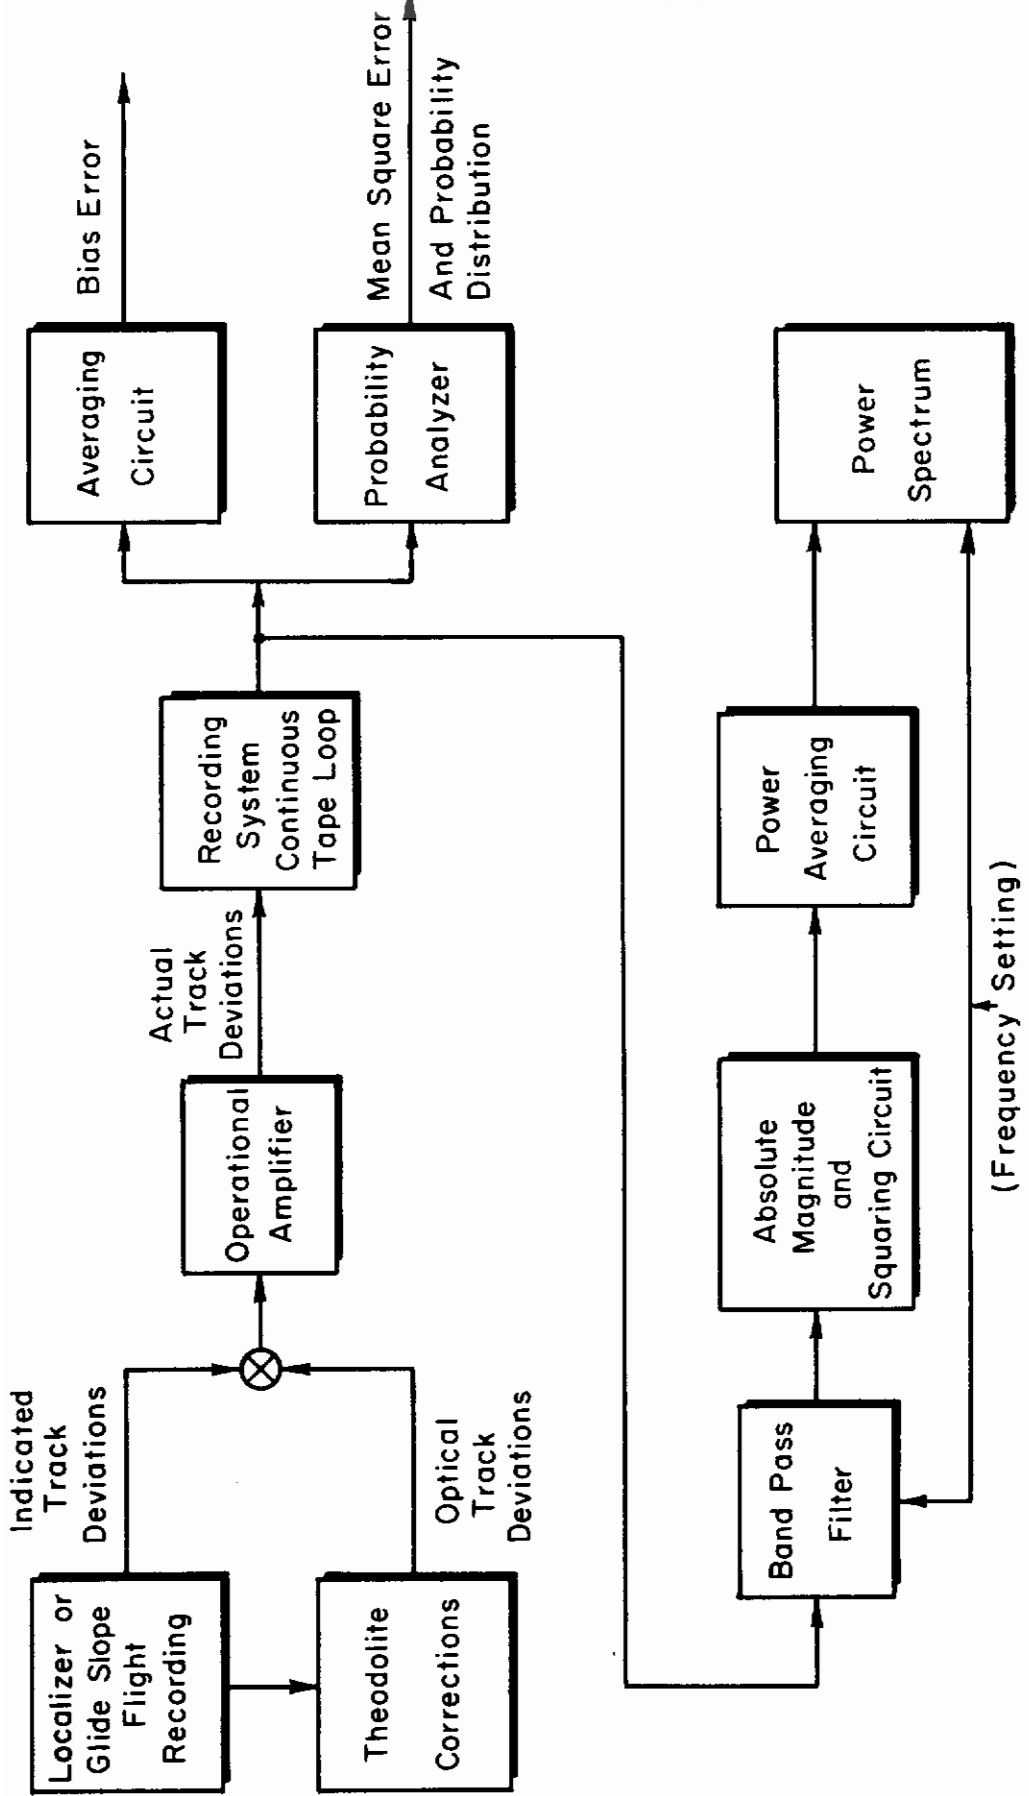 Localizer or
Glide Slope
Flight
Recording
Indicated
Track
Deviations
Theodolite
Corrections
Optical
Track
Deviations
Operational
Amplifier
Actual
Track
Deviations
Recording
System
Continuous
Tape Loop
Averaging
Circuit
Bias Error
Probability
Analyzer
Mean Square Error
And Probability
Distribution
Band Pass
Filter
Absolute
Magnitude
and
Squaring Circuit
Power
Averaging
Circuit
Power
Spectrum
(Frequency Setting)